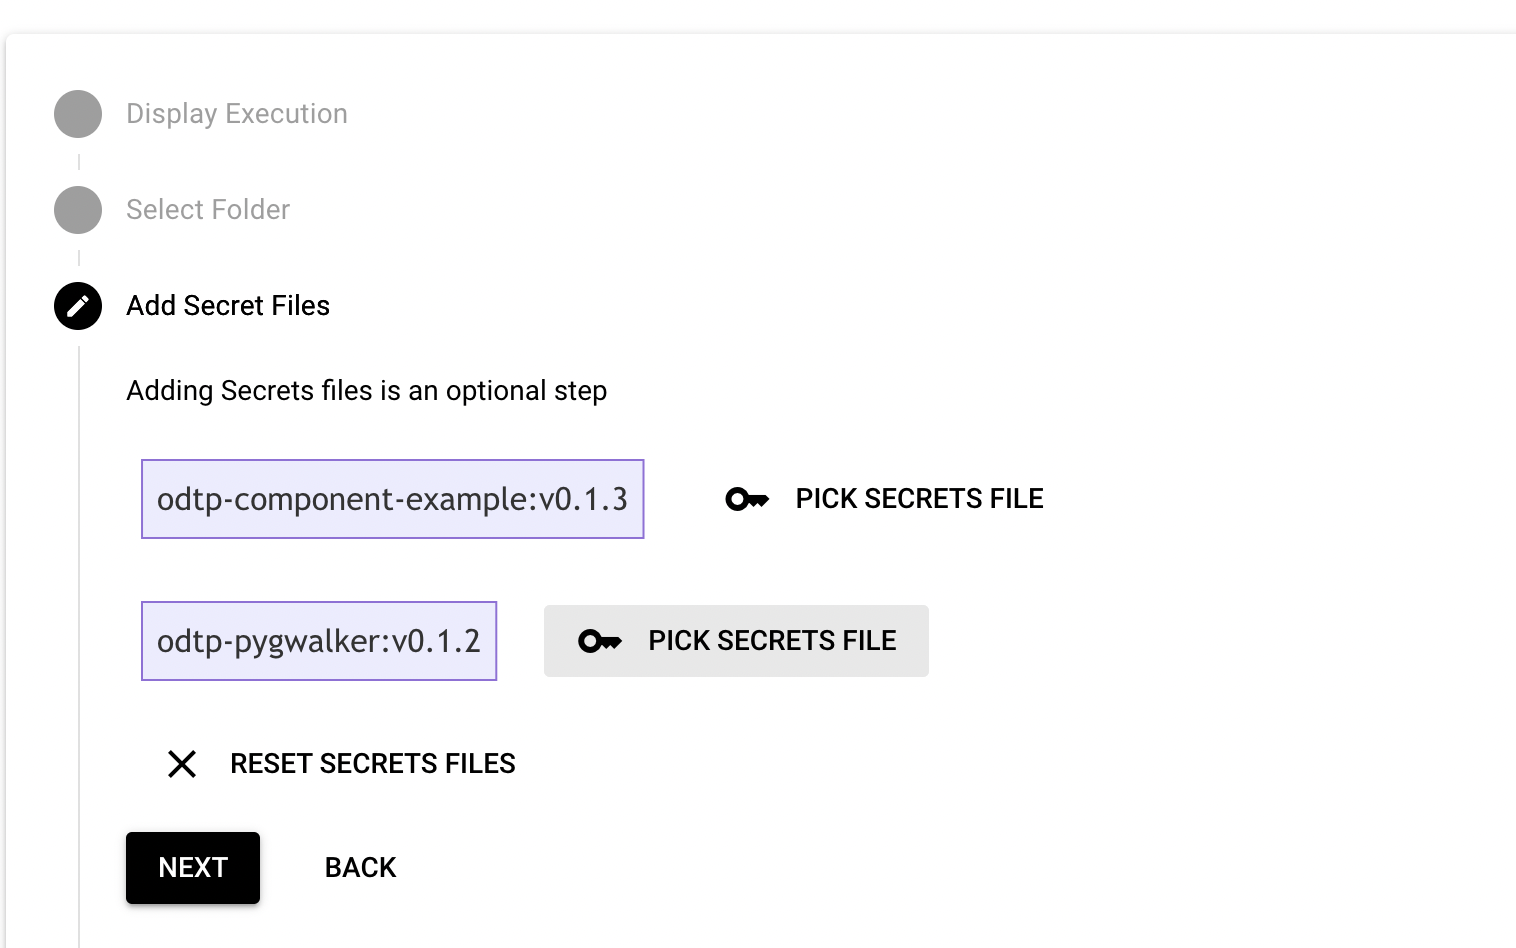 Display Execution
Select Folder
Add Secret Files
Adding Secrets files is an optional step
odtp-component-example:v0.1.3 PICK SECRETS FILE
odtp-pygwalker:v0.1.2 PICK SECRETS FILE
RESET SECRETS FILES
NEXT BACK